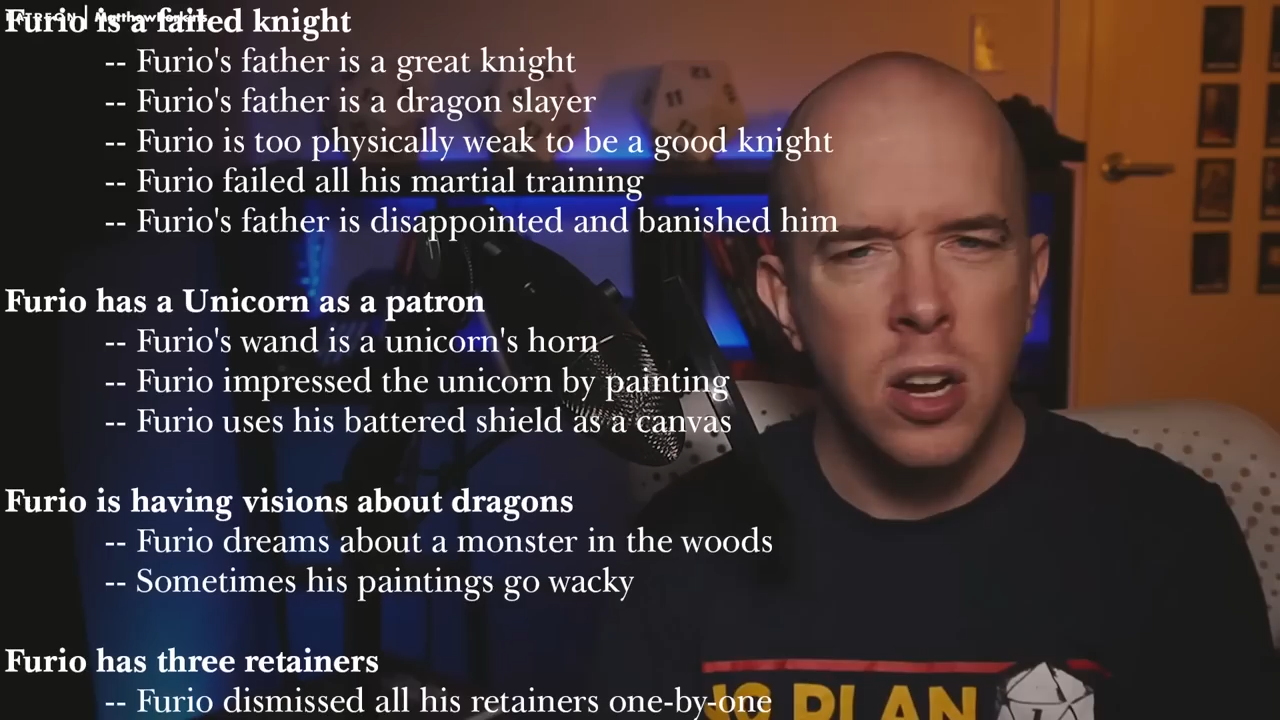 PATREON | MatthewPerkins
Furio is a failed knight
-- Furio's father is a great knight
-- Furio's father is a dragon slayer
-- Furio is too physically weak to be a good knight
-- Furio failed all his martial training
-- Furio's father is disappointed and banished him
Furio has a Unicorn as a patron
-- Furio's wand is a unicorn's horn
-- Furio impressed the unicorn by painting
-- Furio uses his battered shield as a canvas
Furio is having visions about dragons
-- Furio dreams about a monster in the woods
-- Sometimes his paintings go wacky
Furio has three retainers
-- Furio dismissed all his retainers one-by-one
PLAN
11